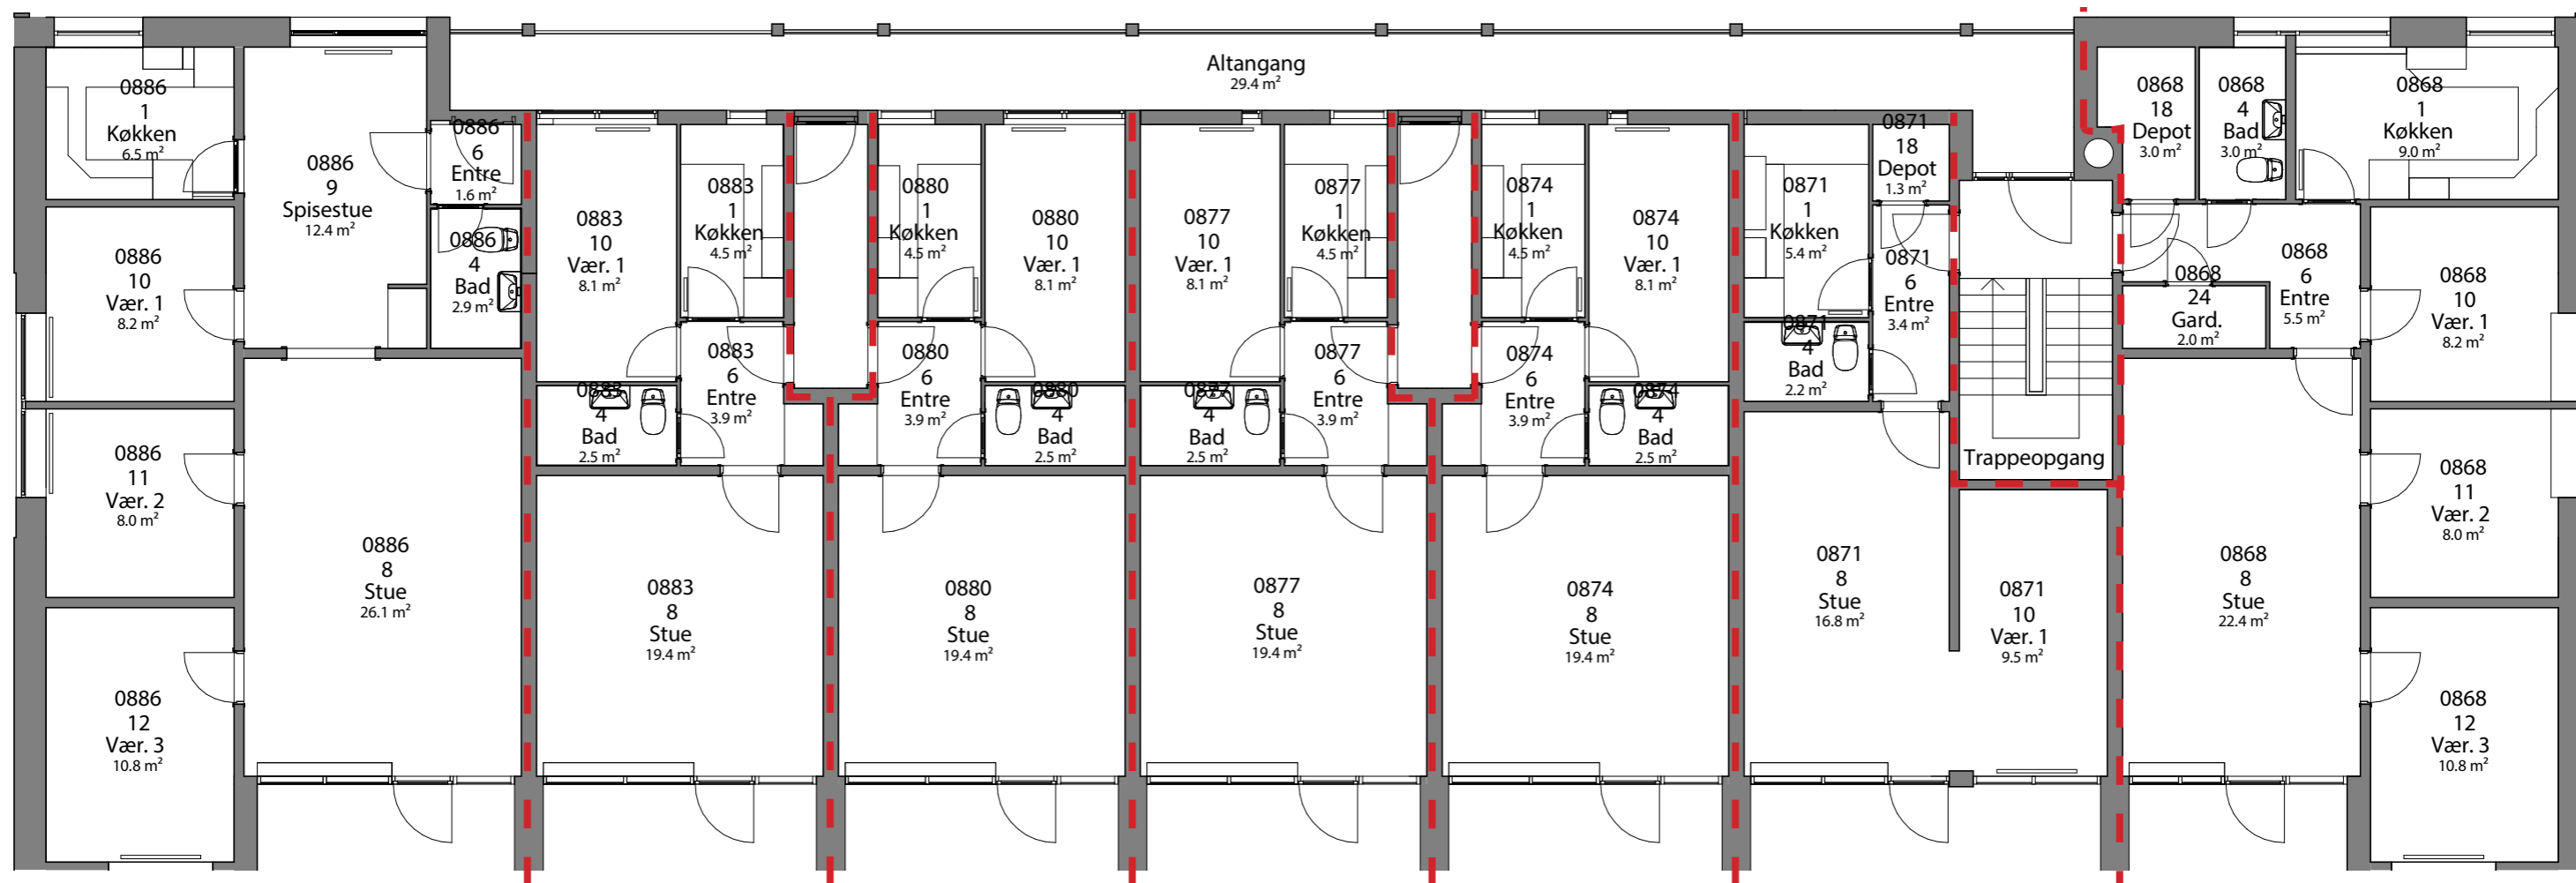 Altangang
29.4 m²
0886
1
Køkken
6.5 m²
0886
9
Spisestue
12.4 m²
0886
6
Entre
1.6 m²
0886
4
Bad
2.9 m²
0886
10
Vær. 1
8.2 m²
0886
11
Vær. 2
8.0 m²
0886
12
Vær. 3
10.8 m²
0886
8
Stue
26.1 m²
0883
10
Vær. 1
8.1 m²
0883
1
Køkken
4.5 m²
0883
6
Entre
3.9 m²
0883
4
Bad
2.5 m²
0883
8
Stue
19.4 m²
0880
1
Køkken
4.5 m²
0880
10
Vær. 1
8.1 m²
0880
6
Entre
3.9 m²
0880
4
Bad
2.5 m²
0880
8
Stue
19.4 m²
0877
10
Vær. 1
8.1 m²
0877
1
Køkken
4.5 m²
0877
6
Entre
3.9 m²
0877
4
Bad
2.5 m²
0877
8
Stue
19.4 m²
0874
1
Køkken
4.5 m²
0874
10
Vær. 1
8.1 m²
0874
6
Entre
3.9 m²
0874
4
Bad
2.5 m²
0874
8
Stue
19.4 m²
0871
1
Køkken
5.4 m²
0871
18
Depot
1.3 m²
0871
6
Entre
3.4 m²
0871
4
Bad
2.2 m²
0871
8
Stue
16.8 m²
0871
10
Vær. 1
9.5 m²
Trappeopgang
0868
18
Depot
3.0 m²
0868
4
Bad
3.0 m²
0868
1
Køkken
9.0 m²
0868
24
Gard.
2.0 m²
0868
6
Entre
5.5 m²
0868
10
Vær. 1
8.2 m²
0868
11
Vær. 2
8.0 m²
0868
8
Stue
22.4 m²
0868
12
Vær. 3
10.8 m²